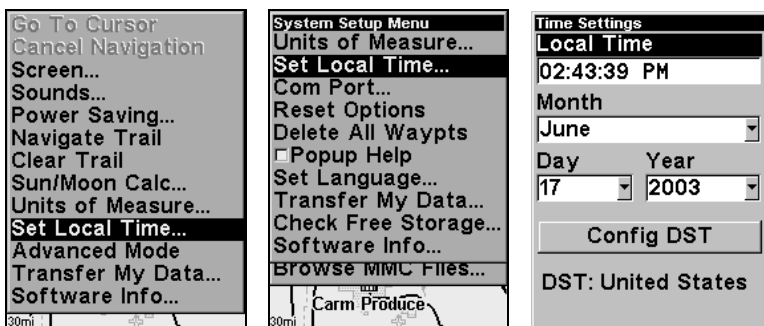 Go To Cursor
Cancel Navigation
Screen...
Sounds...
Power Saving...
Navigate Trail
Clear Trail
Sun/Moon Calc...
Units of Measure...
Set Local Time...
Advanced Mode
Transfer My Data...
Software Info...
30mi
System Setup Menu
Units of Measure...
Set Local Time...
Com Port...
Reset Options
Delete All Waypts
Popup Help
Set Language...
Transfer My Data...
Check Free Storage...
Software Info...
Browse MMC Files...
Carm Produce
30mi
Time Settings
Local Time
02:43:39 PM
Month
June
Day Year
17 2003
Config DST
DST: United States